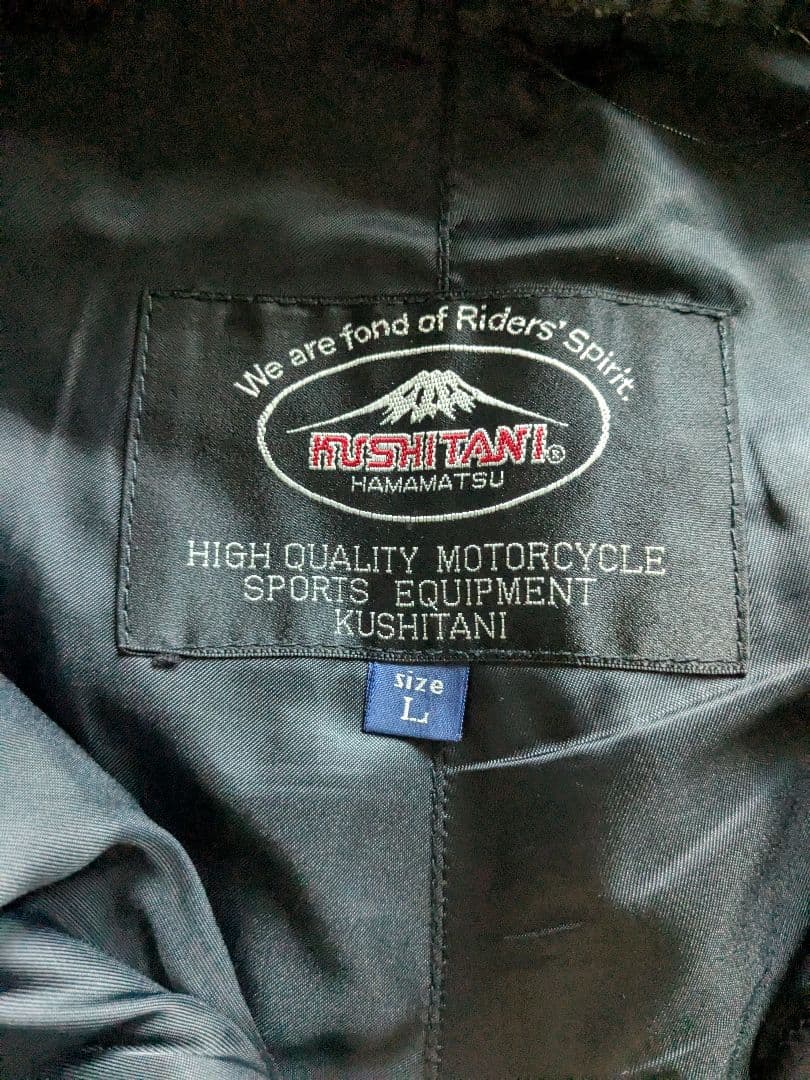 We are fond of Riders' Spirit.
KUSHITANI®
HAMAMATSU
HIGH QUALITY MOTORCYCLE
SPORTS EQUIPMENT
KUSHITANI
size
L